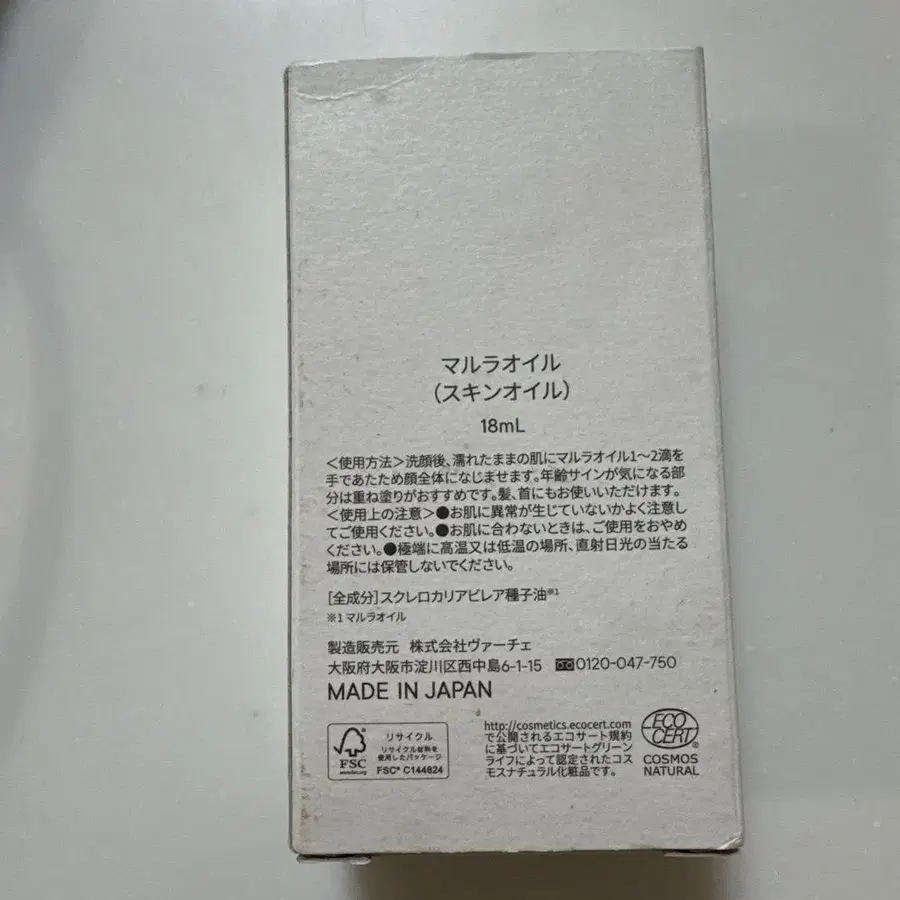 マルラオイル
(スキンオイル)
18mL
<使用方法>洗顔後、濡れたままの肌にマルラオイル1〜2滴を
手であたため顔全体になじませます。年齢サインが気になる部
分は重ね塗りがおすすめです。髪、首にもお使いいただけます。
<使用上の注意>●お肌に異常が生じていないかよく注意し
てご使用ください。●お肌に合わないときは、ご使用をおやめ
ください。●極端に高温又は低温の場所、直射日光の当たる
場所には保管しないでください。
[全成分]スクレロカリアビレア種子油※1
※1 マルラオイル
製造販売元 株式会社ヴァーチェ
大阪府大阪市淀川区西中島6-1-15 0120-047-750
MADE IN JAPAN
FSC
www.fsc.org
リサイクル
リサイクル材料を
使用したパッケージ
FSC® C144624
http://cosmetics.ecocert.com
で公開されるエコサート規約
に基づいてエコサートグリーン
ライフによって認定されたコス
モスナチュラル化粧品です。
ECO
CERT®
COSMOS
NATURAL